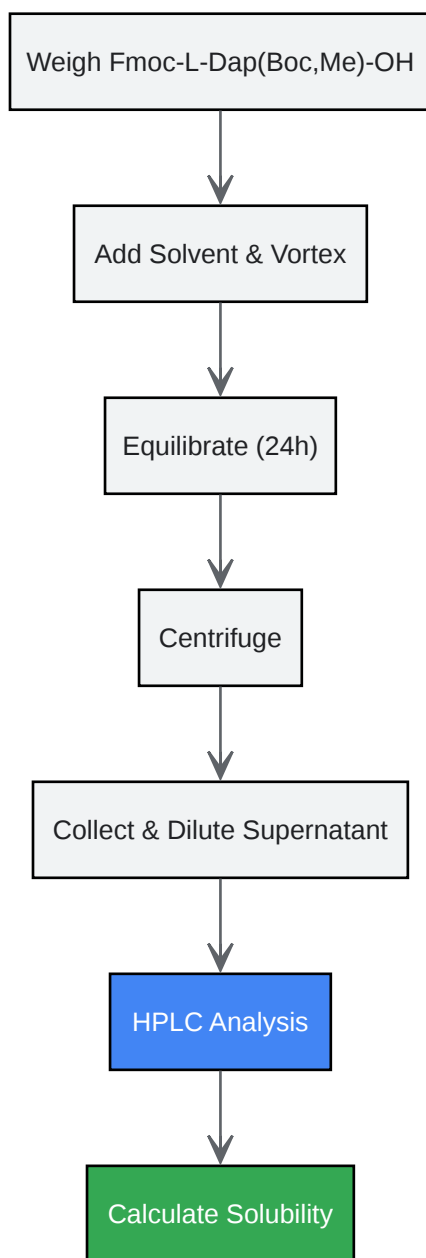 Weigh Fmoc-L-Dap(Boc,Me)-OH
Add Solvent & Vortex
Equilibrate (24h)
Centrifuge
Collect & Dilute Supernatant
HPLC Analysis
Calculate Solubility